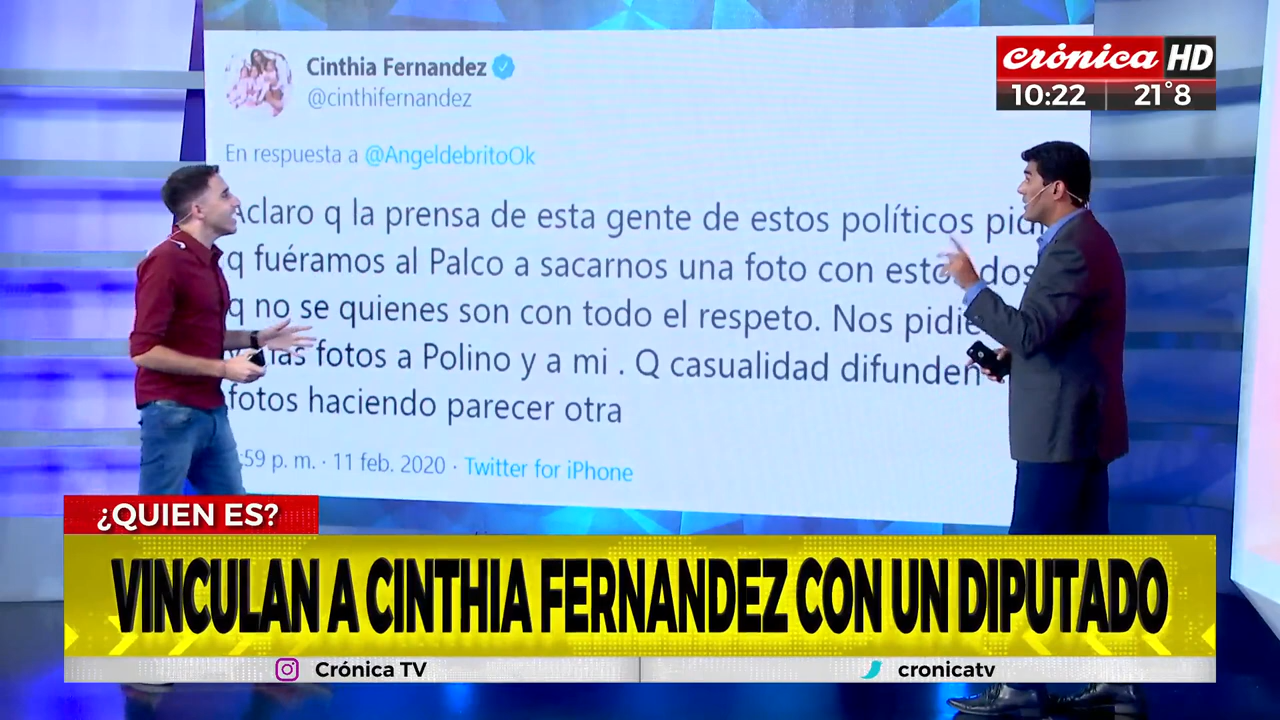 Cinthia Fernandez
@cinthifernandez
crónica HD
10:22 21°8
En respuesta a @AngeldebritoOk
Aclaro q la prensa de esta gente de estos políticos
q fuéramos al Palco a sacarnos una foto con
q no se quienes son con todo el respeto. Nos
fotos a Polino y a mi . Q casualidad difunden
fotos haciendo parecer otra
:59 p. m. · 11 feb. 2020 · Twitter for iPhone
¿QUIEN ES?
VINCULAN A CINTHIA FERNANDEZ CON UN DIPUTADO
Crónica TV cronicatv